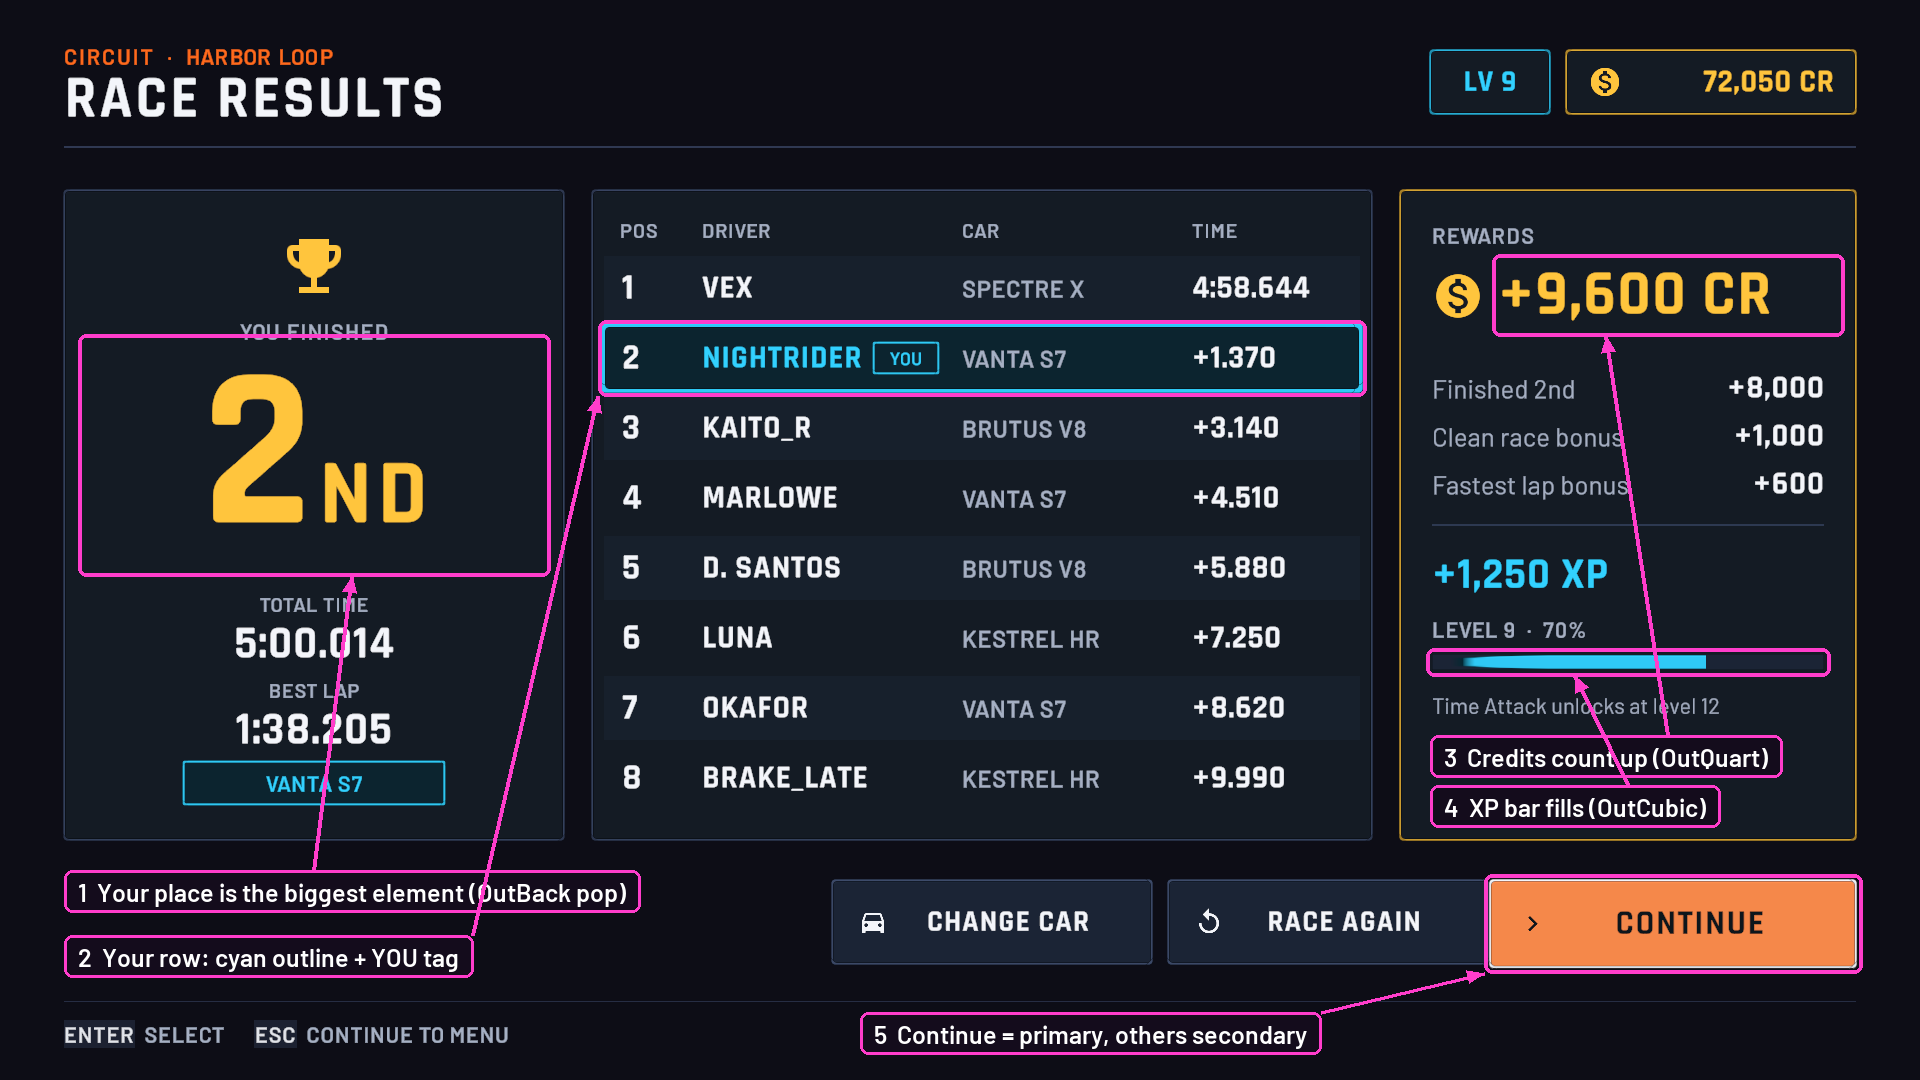 CIRCUIT · HARBOR LOOP
RACE RESULTS
LV 9
72,050 CR
YOU FINISHED
2ND
TOTAL TIME
5:00.014
BEST LAP
1:38.205
VANTA S7
POS DRIVER CAR TIME
1 VEX SPECTRE X 4:58.644
2 NIGHTRIDER YOU VANTA S7 +1.370
3 KAITO_R BRUTUS V8 +3.140
4 MARLOWE VANTA S7 +4.510
5 D. SANTOS BRUTUS V8 +5.880
6 LUNA KESTREL HR +7.250
7 OKAFOR VANTA S7 +8.620
8 BRAKE_LATE KESTREL HR +9.990
REWARDS
+9,600 CR
Finished 2nd +8,000
Clean race bonus +1,000
Fastest lap bonus +600
+1,250 XP
LEVEL 9 · 70%
Time Attack unlocks at level 12
3 Credits count up (OutQuart)
4 XP bar fills (OutCubic)
1 Your place is the biggest element (OutBack pop)
2 Your row: cyan outline + YOU tag
CHANGE CAR
RACE AGAIN
CONTINUE
5 Continue = primary, others secondary
ENTER SELECT ESC CONTINUE TO MENU